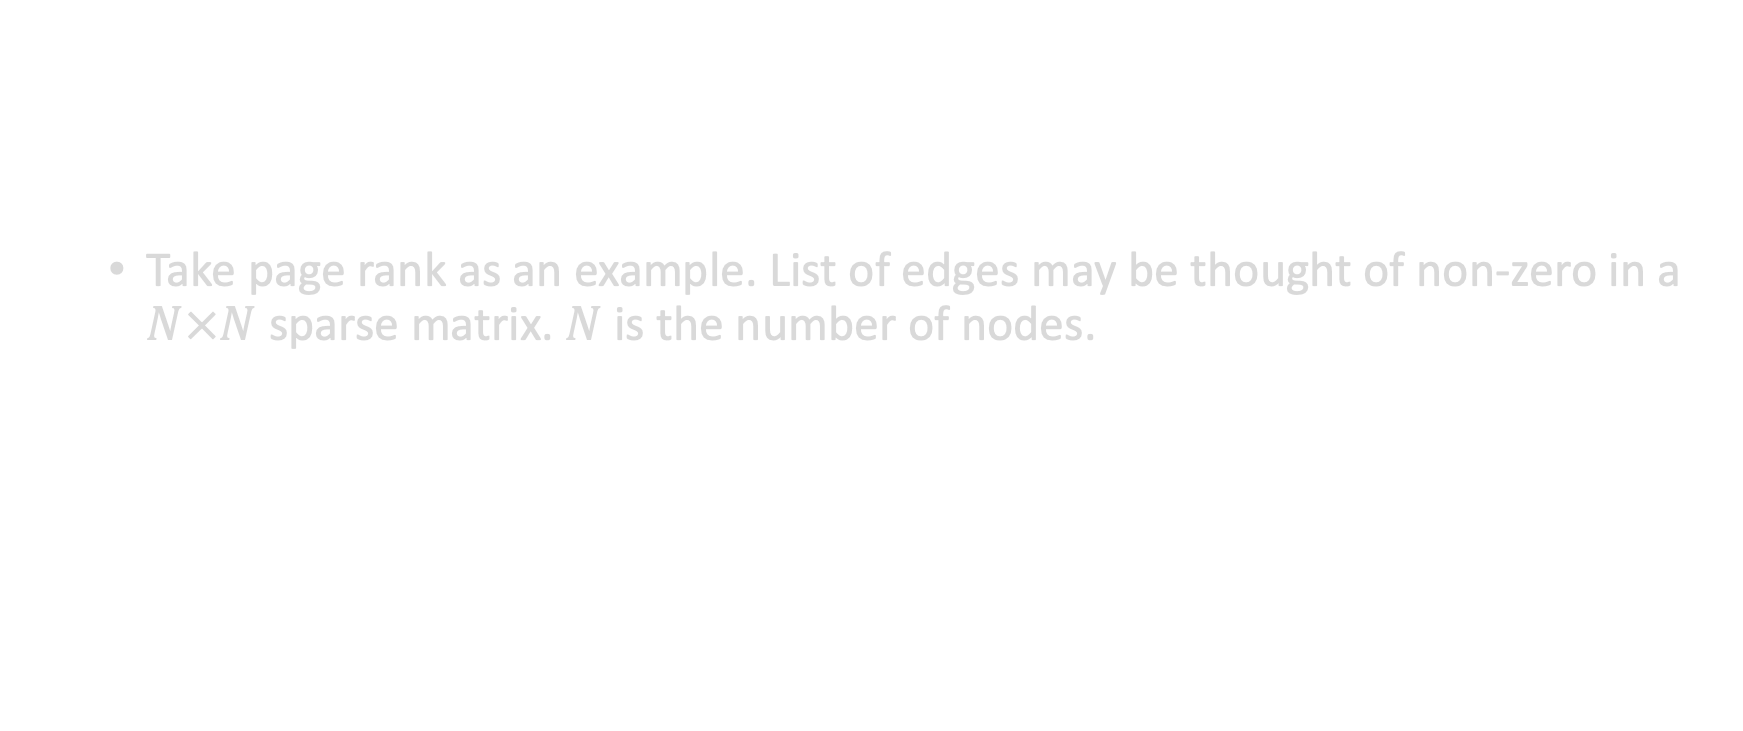 • Take page rank as an example. List of edges may be thought of non-zero in a
N×N sparse matrix. N is the number of nodes.